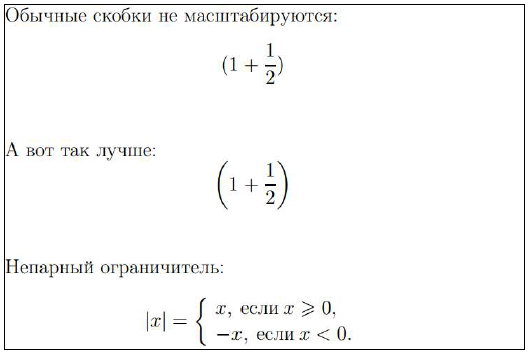 Обычные скобки не масштабируются:
(1 + 1/2)
А вот так лучше:
(1 + 1/2)
Непарный ограничитель:
|x| = { x, если x ⩾ 0,
−x, если x < 0.